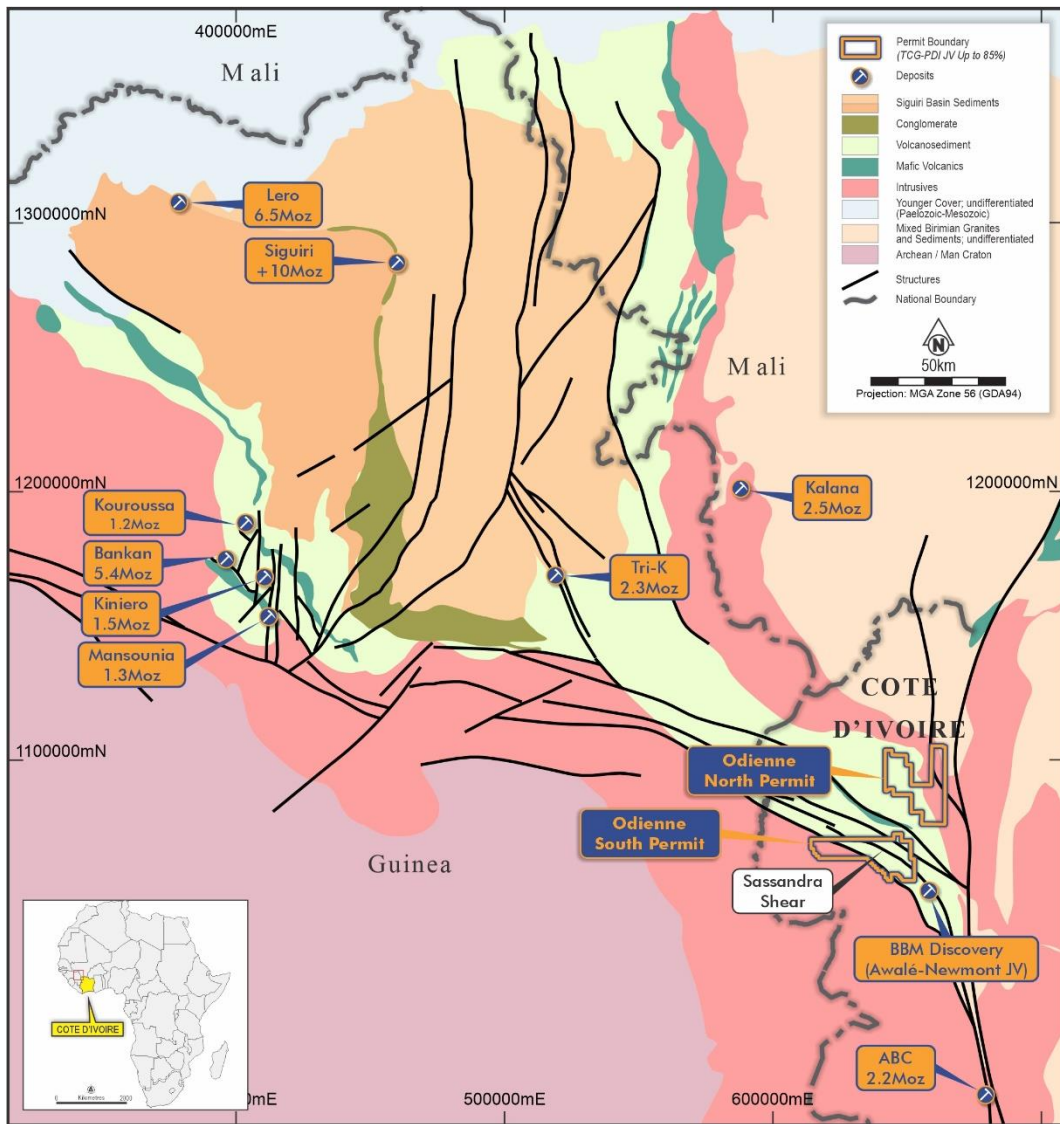 400000mE
Mali
Permit Boundary
(TCG-PDI JV Up to 85%)
Deposits
Siguiri Basin Sediments
Conglomerate
Volcanosediment
Mafic Volcanics
Intrusives
Younger Cover; undifferentiated
(Paelozoic-Mesozoic)
Mixed Birimian Granites
and Sediments; undifferentiated
Archean / Man Craton
Structures
National Boundary
N
50km
Projection: MGA Zone 56 (GDA94)
Lero
6.5Moz
1300000mN
Siguiri
+10Moz
Mali
1200000mN
Kalana
2.5Moz
1200000mN
Kouroussa
1.2Moz
Bankan
5.4Moz
Kiniero
1.5Moz
Mansounia
1.3Moz
Tri-K
2.3Moz
COTE
D'IVOIRE
1100000mN
Odienne
North Permit
Odienne
South Permit
Guinea
Sassandra
Shear
BBM Discovery
(Awalé-Newmont JV)
COTE D'IVOIRE
Kilometres
0 2000
ABC
2.2Moz
0mE
500000mE
600000mE